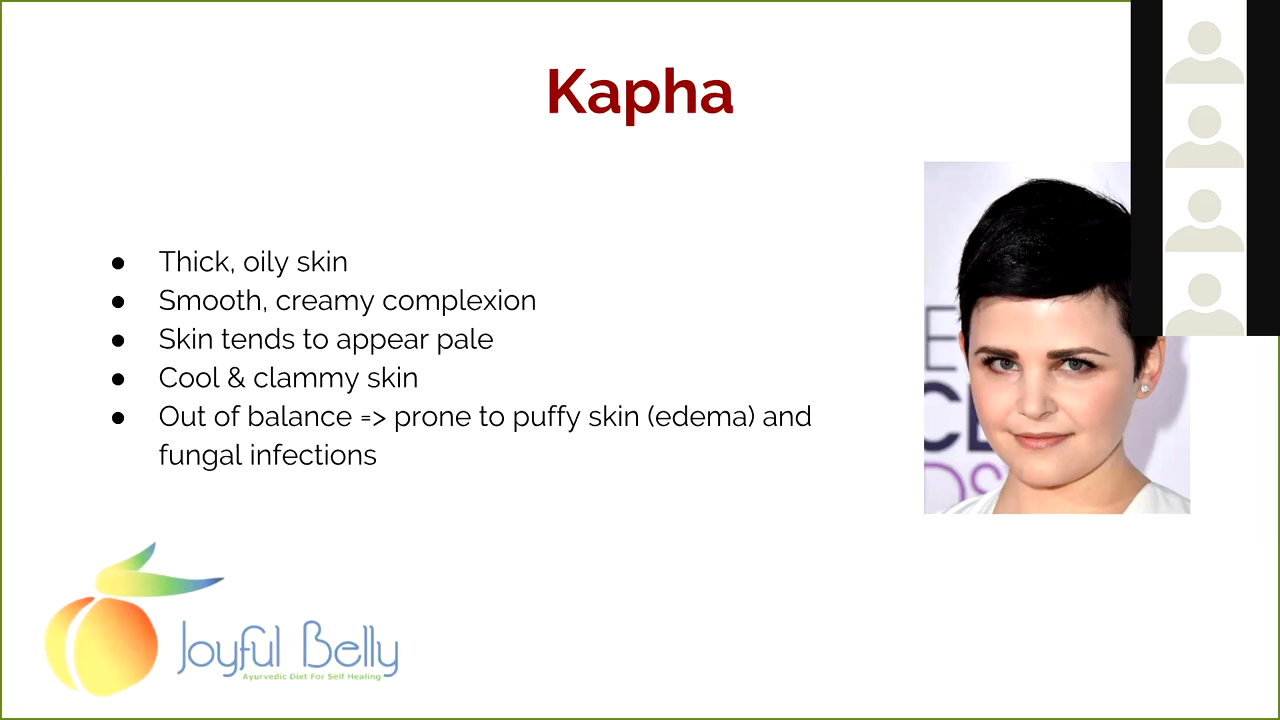 Kapha
● Thick, oily skin
● Smooth, creamy complexion
● Skin tends to appear pale
● Cool & clammy skin
● Out of balance => prone to puffy skin (edema) and
fungal infections
Joyful Belly
Ayurvedic Diet For Self Healing